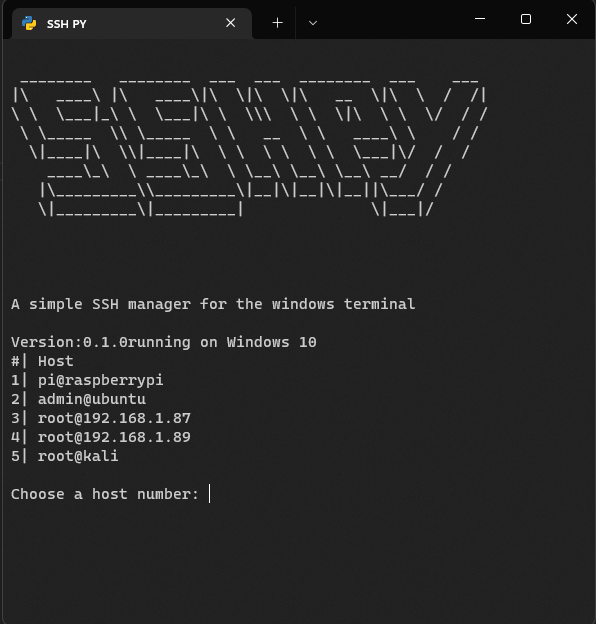 SSH PY
A simple SSH manager for the windows terminal
Version:0.1.0running on Windows 10
#| Host
1| pi@raspberrypi
2| admin@ubuntu
3| root@192.168.1.87
4| root@192.168.1.89
5| root@kali
Choose a host number: